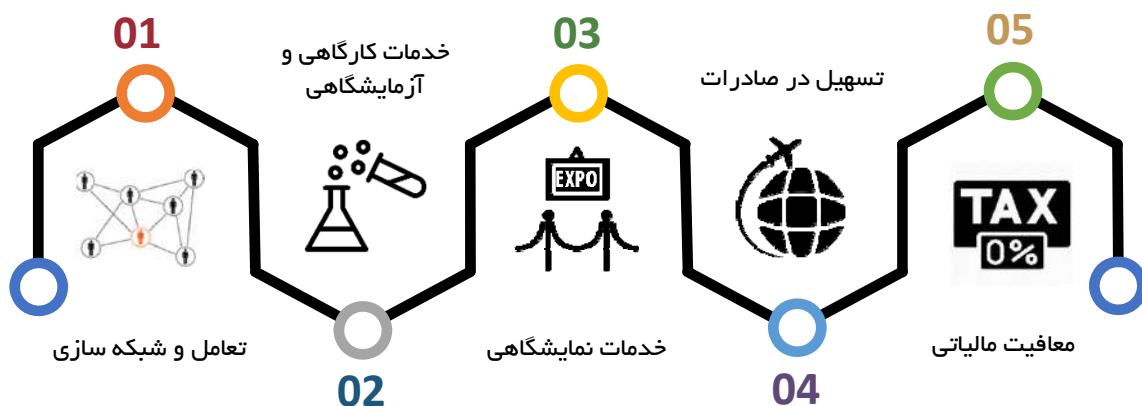 01
تعامل و شبکه سازی
خدمات کارگاهی و
آزمایشگاهی
02
03
EXPO
خدمات نمایشگاهی
تسهیل در صادرات
04
05
TAX
0%
معافیت مالیاتی